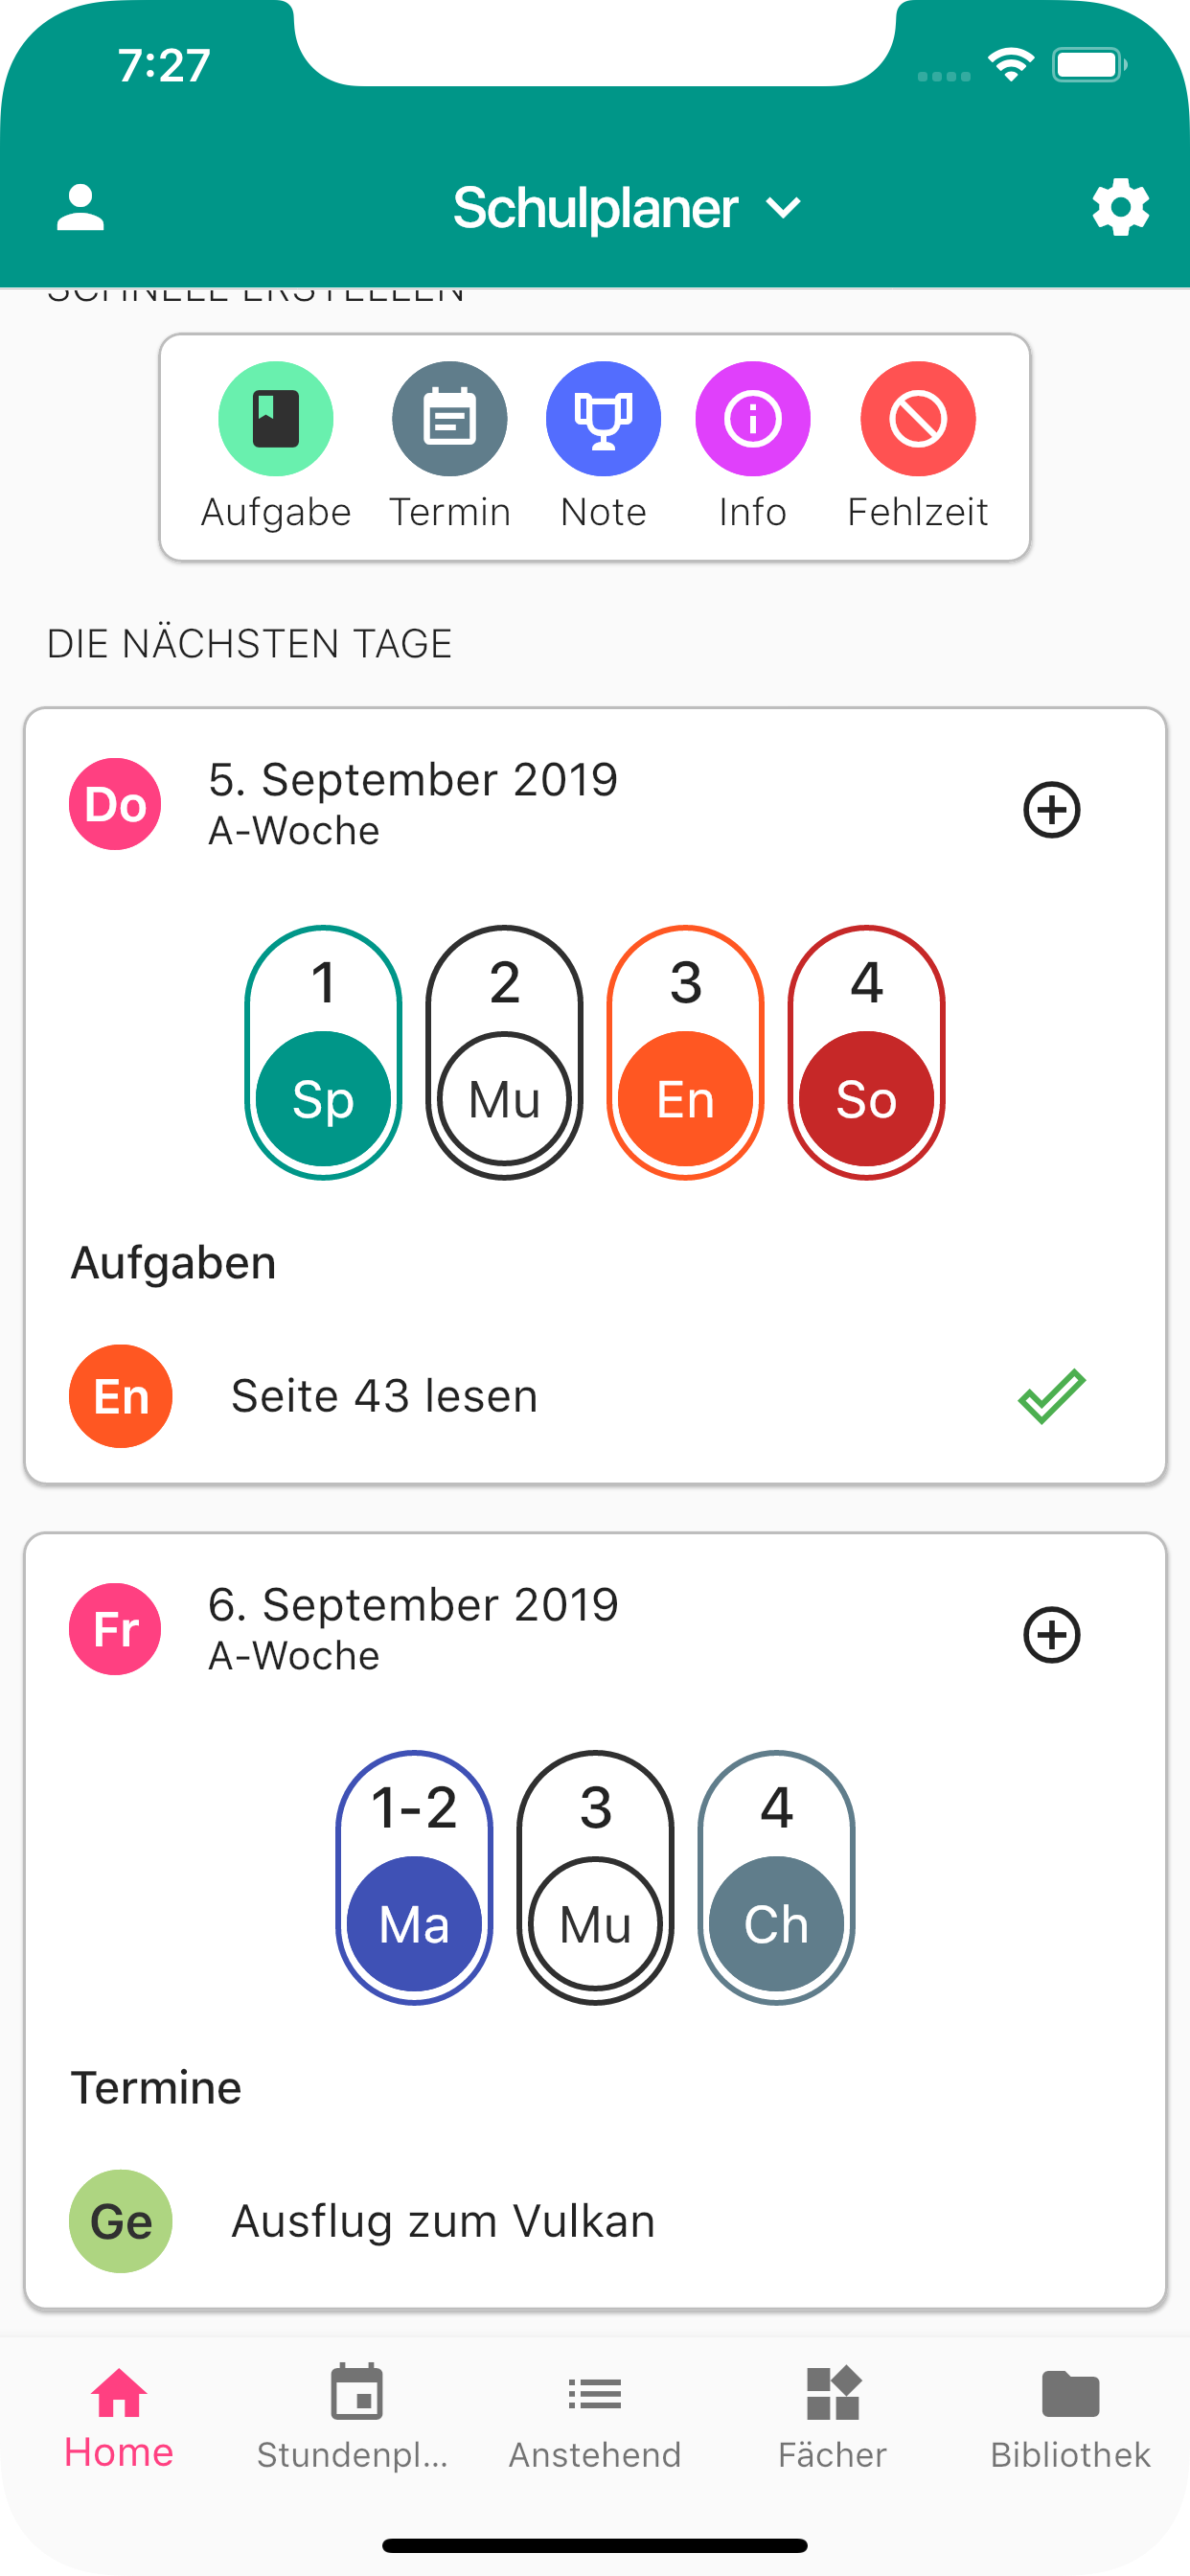 7:27
Schulplaner
SCHNELL ERSTELLEN
Aufgabe Termin Note Info Fehlzeit
DIE NÄCHSTEN TAGE
Do 5. September 2019
A-Woche
1 2 3 4
Sp Mu En So
Aufgaben
En Seite 43 lesen
Fr 6. September 2019
A-Woche
1-2 3 4
Ma Mu Ch
Termine
Ge Ausflug zum Vulkan
Home Stundenpl... Anstehend Fächer Bibliothek